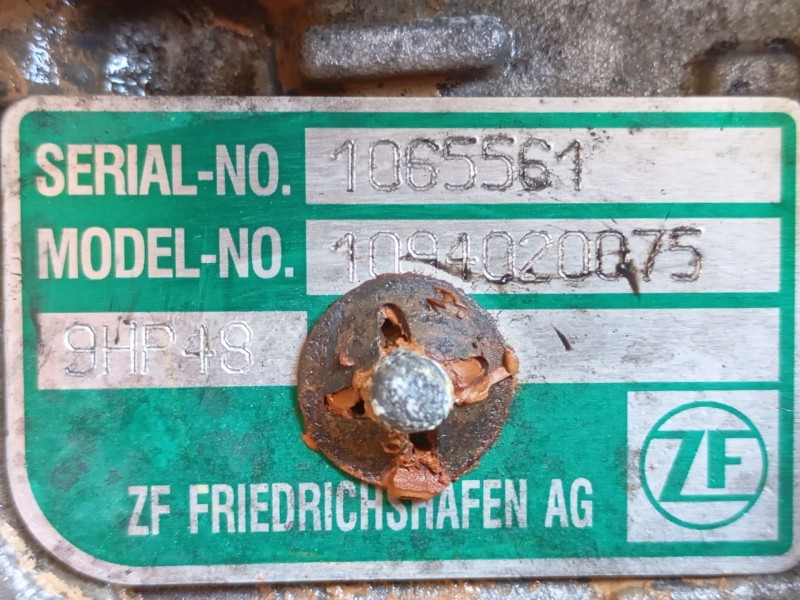 SERIAL-NO. 1065561
MODEL-NO. 1094020075
9HP48
ZF FRIEDRICHSHAFEN AG
ZF